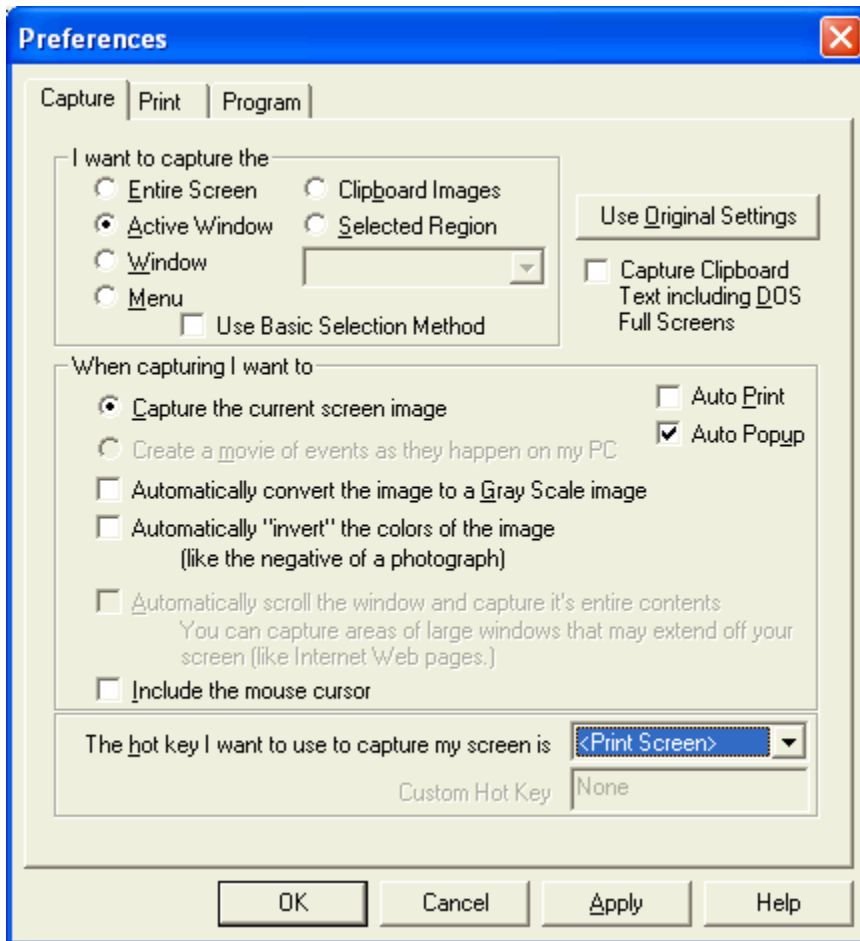 Preferences
Capture
Print
Program
I want to capture the
Entire Screen
Clipboard Images
Active Window
Selected Region
Window
Menu
Use Basic Selection Method
Use Original Settings
Capture Clipboard
Text including DOS
Full Screens
When capturing I want to
Capture the current screen image
Auto Print
Auto Popup
Create a movie of events as they happen on my PC
Automatically convert the image to a Gray Scale image
Automatically "invert" the colors of the image
(like the negative of a photograph)
Automatically scroll the window and capture it's entire contents
You can capture areas of large windows that may extend off your
screen (like Internet Web pages.)
Include the mouse cursor
The hot key I want to use to capture my screen is
<Print Screen>
Custom Hot Key
None
OK
Cancel
Apply
Help